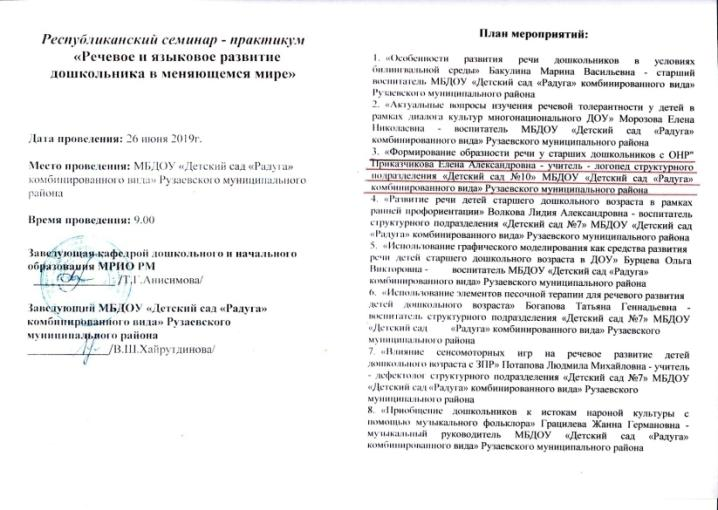 Республиканский семинар - практикум
«Речевое и языковое развитие
дошкольника в меняющемся мире»
Дата проведения: 26 июня 2019г.
Место проведения: МБДОУ «Детский сад «Радуга»
комбинированного вида» Рузаевского муниципального
района
Время проведения: 9.00
Заведующая кафедрой дошкольного и начального
образования МРИО РМ
/Т.Г.Анисимова/
Заведующий МБДОУ «Детский сад «Радуга»
комбинированного вида» Рузаевского
муниципального района
/В.Ш.Хайрутдинова/
План мероприятий:
1. «Особенности развития речи дошкольников в условиях
билингвальной среды» Бакулина Марина Васильевна - старший
воспитатель МБДОУ «Детский сад «Радуга» комбинированного вида»
Рузаевского муниципального района
2. «Актуальные вопросы изучения речевой толерантности у детей в
рамках диалога культур многонационального ДОУ» Морозова Елена
Николаевна - воспитатель МБДОУ «Детский сад «Радуга»
комбинированного вида» Рузаевского муниципального района
3. «Формирование образности речи у старших дошкольников с ОНР"
Приказчикова Елена Александровна - учитель - логопед структурного
подразделения «Детский сад №10» МБДОУ «Детский сад «Радуга»
комбинированного вида» Рузаевского муниципального района
4. «Развитие речи детей старшего дошкольного возраста в рамках
ранней профориентации» Волкова Лидия Александровна - воспитатель
структурного подразделения «Детский сад №7» МБДОУ «Детский сад
«Радуга» комбинированного вида» Рузаевского муниципального района
5. «Использование графического моделирования как средства развития
речи детей старшего дошкольного возраста в ДОУ» Бурцева Ольга
Викторовна - воспитатель МБДОУ «Детский сад «Радуга»
комбинированного вида» Рузаевского муниципального района
6. «Использование элементов песочной терапии для речевого развития
детей дошкольного возраста» Богапова Татьяна Геннадьевна -
воспитатель структурного подразделения «Детский сад №7» МБДОУ
«Детский сад «Радуга» комбинированного вида» Рузаевского
муниципального района
7. «Влияние сенсомоторных игр на речевое развитие детей
дошкольного возраста с ЗПР» Потапова Людмила Михайловна - учитель
- дефектолог структурного подразделения «Детский сад №7» МБДОУ
«Детский сад «Радуга» комбинированного вида» Рузаевского
муниципального района
8. «Приобщение дошкольников к истокам нароной культуры с
помощью музыкального фольклора» Грацилева Жанна Германовна -
музыкальный руководитель МБДОУ «Детский сад «Радуга»
комбинированного вида» Рузаевского муниципального района